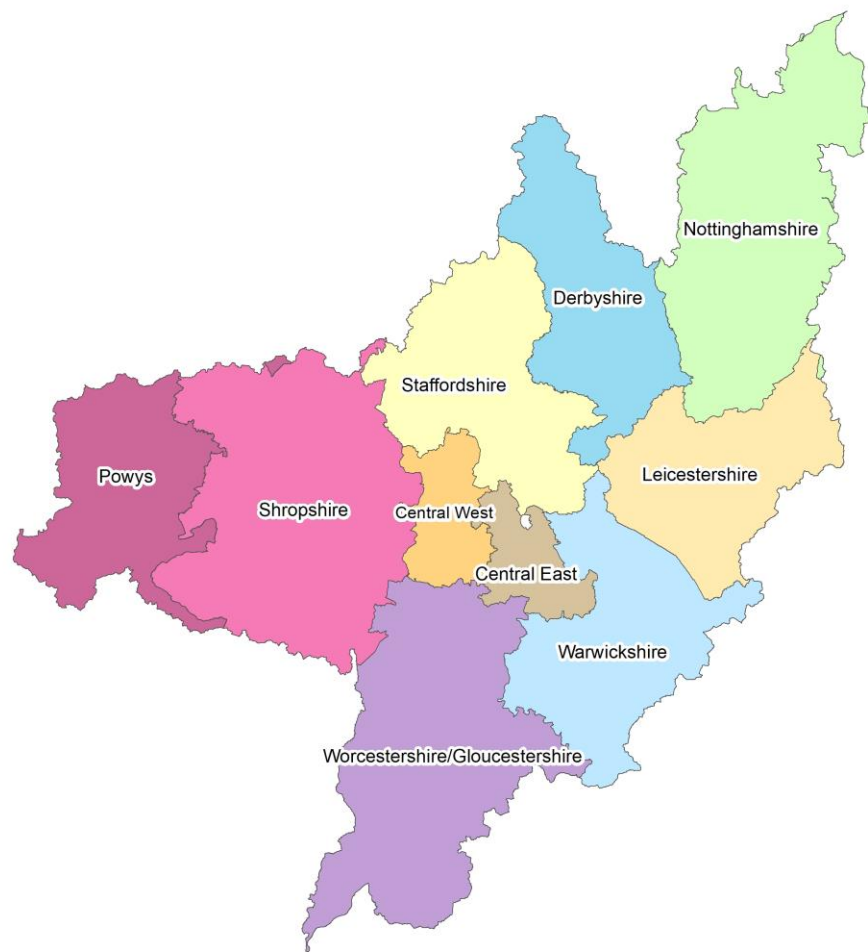 Nottinghamshire
Derbyshire
Staffordshire
Powys
Leicestershire
Shropshire
Central West
Central East
Warwickshire
Worcestershire/Gloucestershire